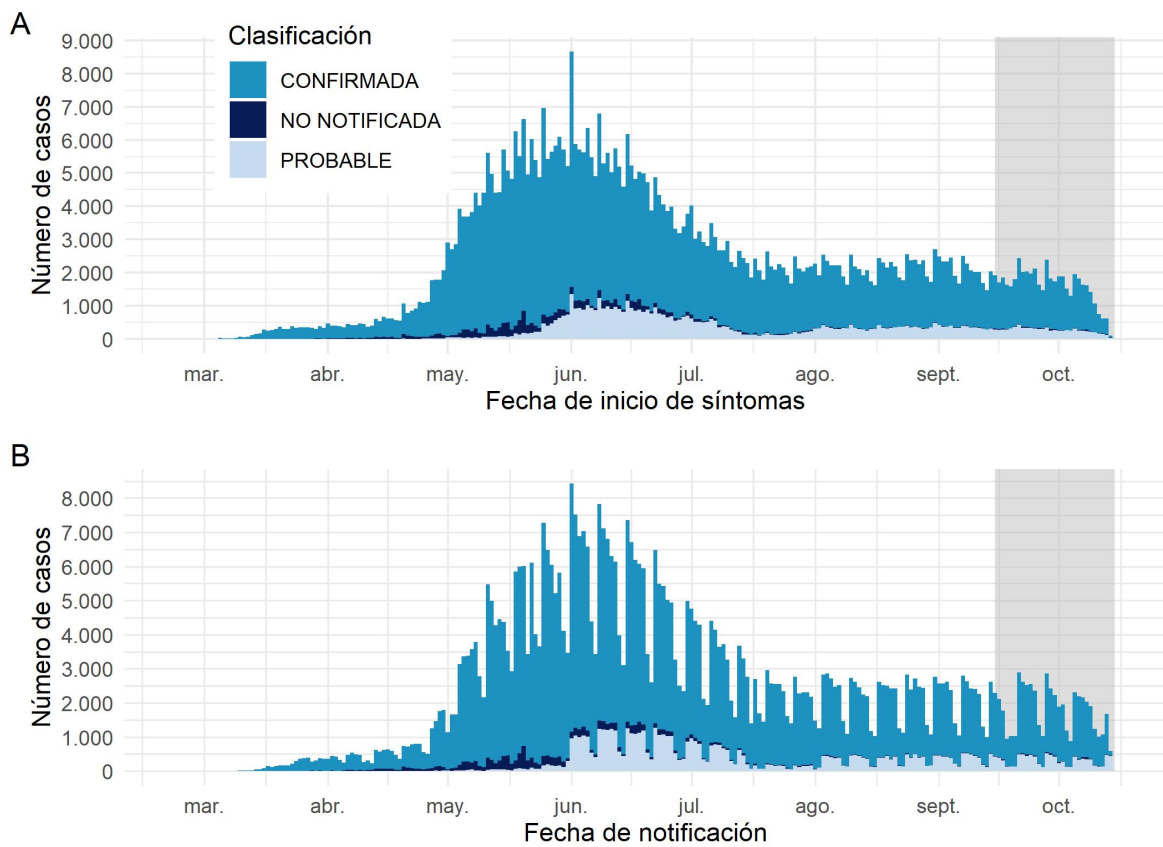 A
Clasificación
CONFIRMADA
NO NOTIFICADA
PROBABLE
Número de casos
9.000
8.000
7.000
6.000
5.000
4.000
3.000
2.000
1.000
0
mar. abr. may. jun. jul. ago. sept. oct.
Fecha de inicio de síntomas
B
Número de casos
8.000
7.000
6.000
5.000
4.000
3.000
2.000
1.000
0
mar. abr. may. jun. jul. ago. sept. oct.
Fecha de notificación